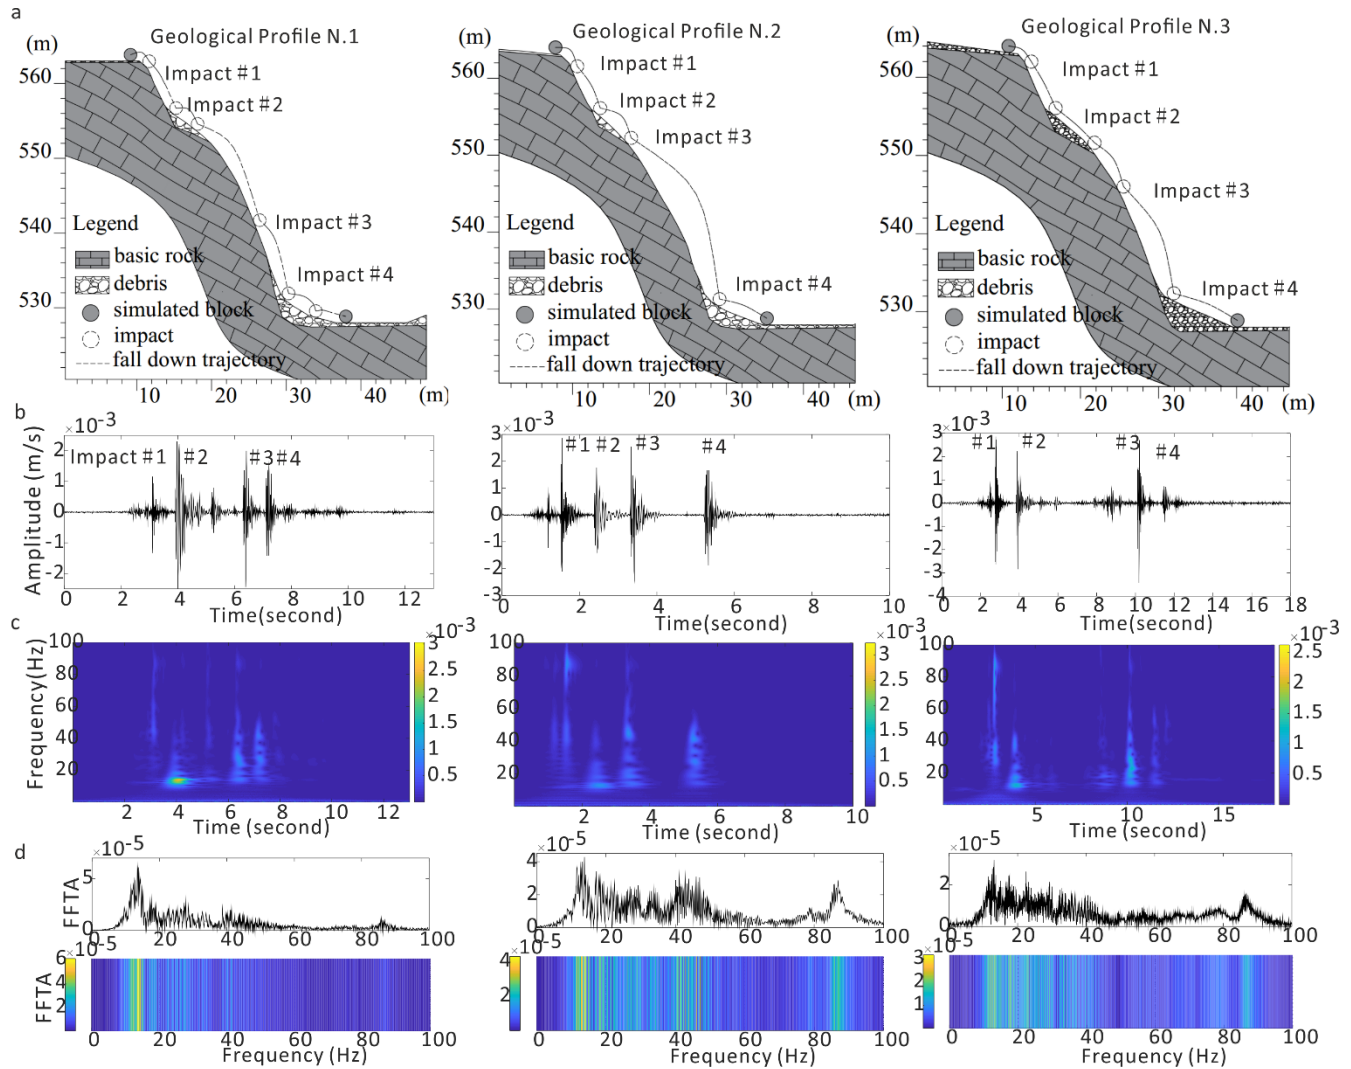 a
Geological Profile N.1
(m)
560
550
540
530
Impact #1
Impact #2
Impact #3
Impact #4
Legend
basic rock
debris
simulated block
impact
fall down trajectory
10 20 30 40 (m)
Geological Profile N.2
(m)
560
550
540
530
Impact #1
Impact #2
Impact #3
Impact #4
Legend
basic rock
debris
simulated block
impact
fall down trajectory
10 20 30 40 (m)
Geological Profile N.3
(m)
560
550
540
530
Impact #1
Impact #2
Impact #3
Impact #4
Legend
basic rock
debris
simulated block
impact
fall down trajectory
10 20 30 40 (m)
b
×10-3
Amplitude (m/s)
2
1
0
-1
-2
Impact #1 #2 #3 #4
0 2 4 6 8 10 12
Time(second)
3
2
1
0
-1
-2
-3
#1 #2 #3 #4
0 2 4 6 8 10
Time(second)
3
2
1
0
-1
-2
-3
-4
#1 #2 #3 #4
0 2 4 6 8 10 12 14 16 18
Time(second)
c
Frequency(Hz)
100
80
60
40
20
2 4 6 8 10 12
Time (second)
×10-3
3
2.5
2
1.5
1
0.5
100
80
60
40
20
2 4 6 8 10
Time (second)
×10-3
3
2.5
2
1.5
1
0.5
100
80
60
40
20
5 10 15
Time (second)
×10-3
2.5
2
1.5
1
0.5
d
×10-5
FFTA
5
0
0 20 40 60 80 100
×10-5
4
2
0
0 20 40 60 80 100
×10-5
2
0
20 40 60 80 100
×10-5
FFTA
6
4
2
0 20 40 60 80 100
Frequency (Hz)
×10-5
4
2
0 20 40 60 80 100
Frequency (Hz)
×10-5
3
2
1
0 20 40 60 80 100
Frequency (Hz)